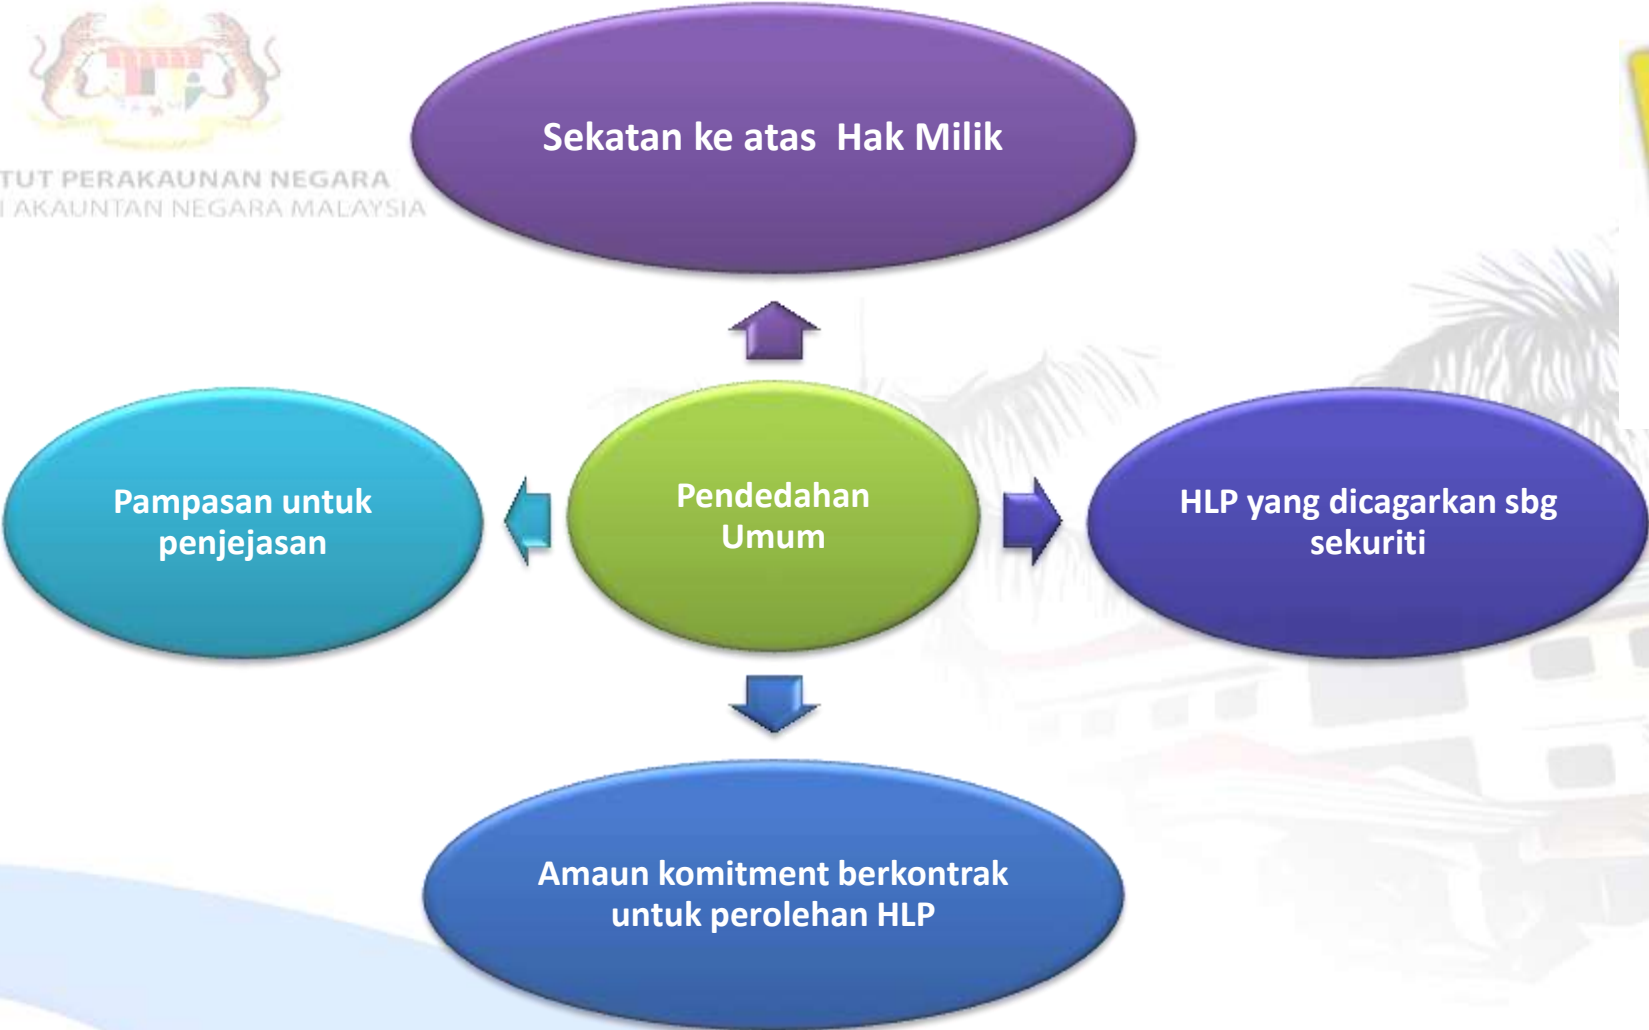 TUT PERAKAUNAN NEGARA
AKAUNTAN NEGARA MALAYSIA
Sekatan ke atas Hak Milik
Pampasan untuk
penjejasan
Pendedahan
Umum
HLP yang dicagarkan sbg
sekuriti
Amaun komitment berkontrak
untuk perolehan HLP